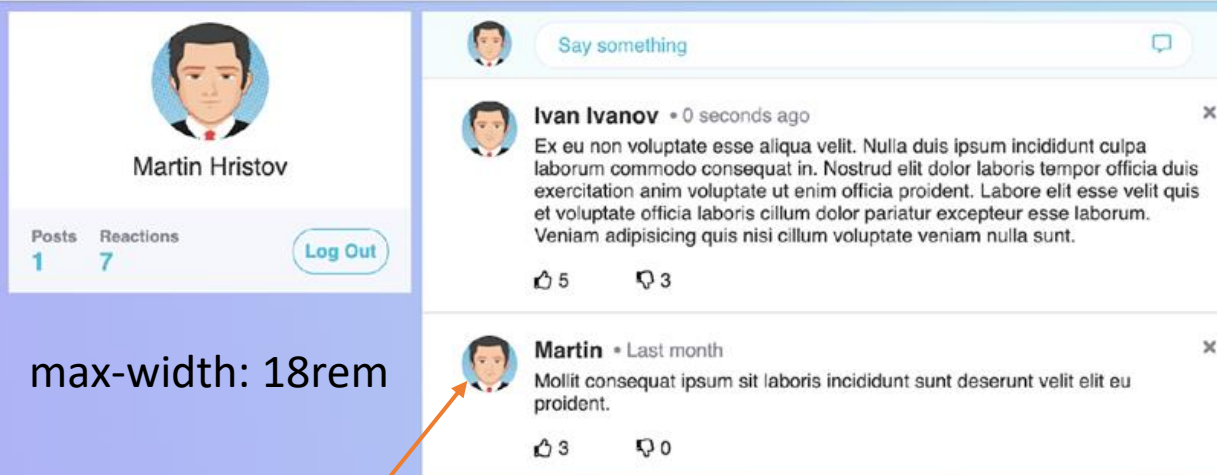 Martin Hristov
Posts Reactions
1 7
Log Out
max-width: 18rem
Say something
Ivan Ivanov • 0 seconds ago ×
Ex eu non voluptate esse aliqua velit. Nulla duis ipsum incididunt culpa
laborum commodo consequat in. Nostrud elit dolor laboris tempor officia duis
exercitation anim voluptate ut enim officia proident. Labore elit esse velit quis
et voluptate officia laboris cillum dolor pariatur excepteur esse laborum.
Veniam adipisicing quis nisi cillum voluptate veniam nulla sunt.
5 3
Martin • Last month ×
Mollit consequat ipsum sit laboris incididunt sunt deserunt velit elit eu
proident.
3 0